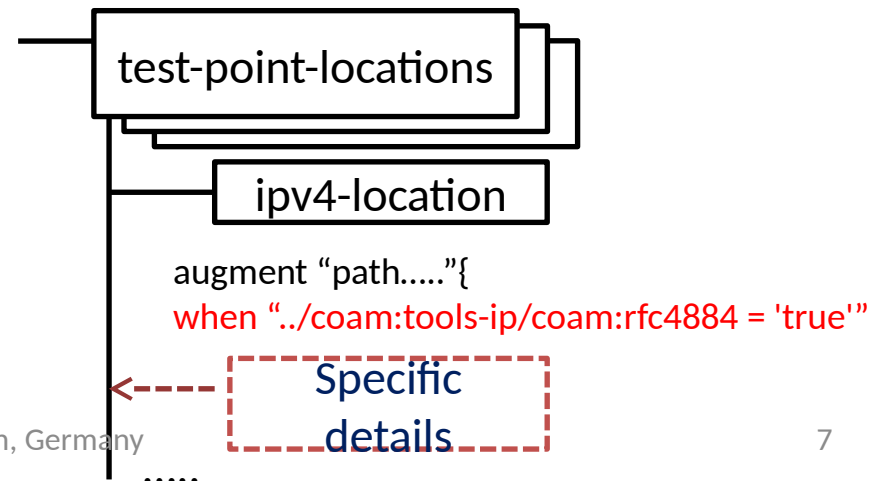 test-point-locations
ipv4-location
augment “path.....”{
when “../coam:tools-ip/coam:rfc4884 = 'true'”
Specific
details
Germany
7
.....